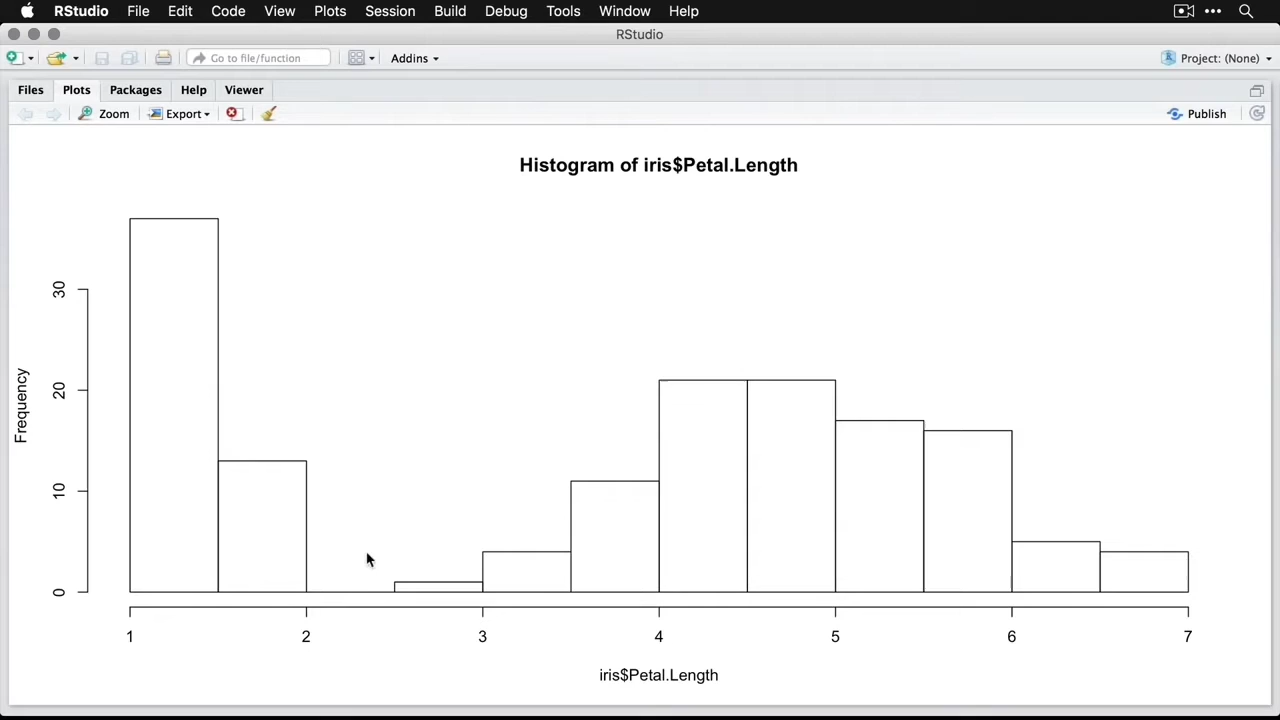 RStudio File Edit Code View Plots Session Build Debug Tools Window Help
RStudio
Go to file/function Addins Project: (None)
Files Plots Packages Help Viewer
Zoom Export Publish
Histogram of iris$Petal.Length
Frequency
30
20
10
0
1 2 3 4 5 6 7
iris$Petal.Length